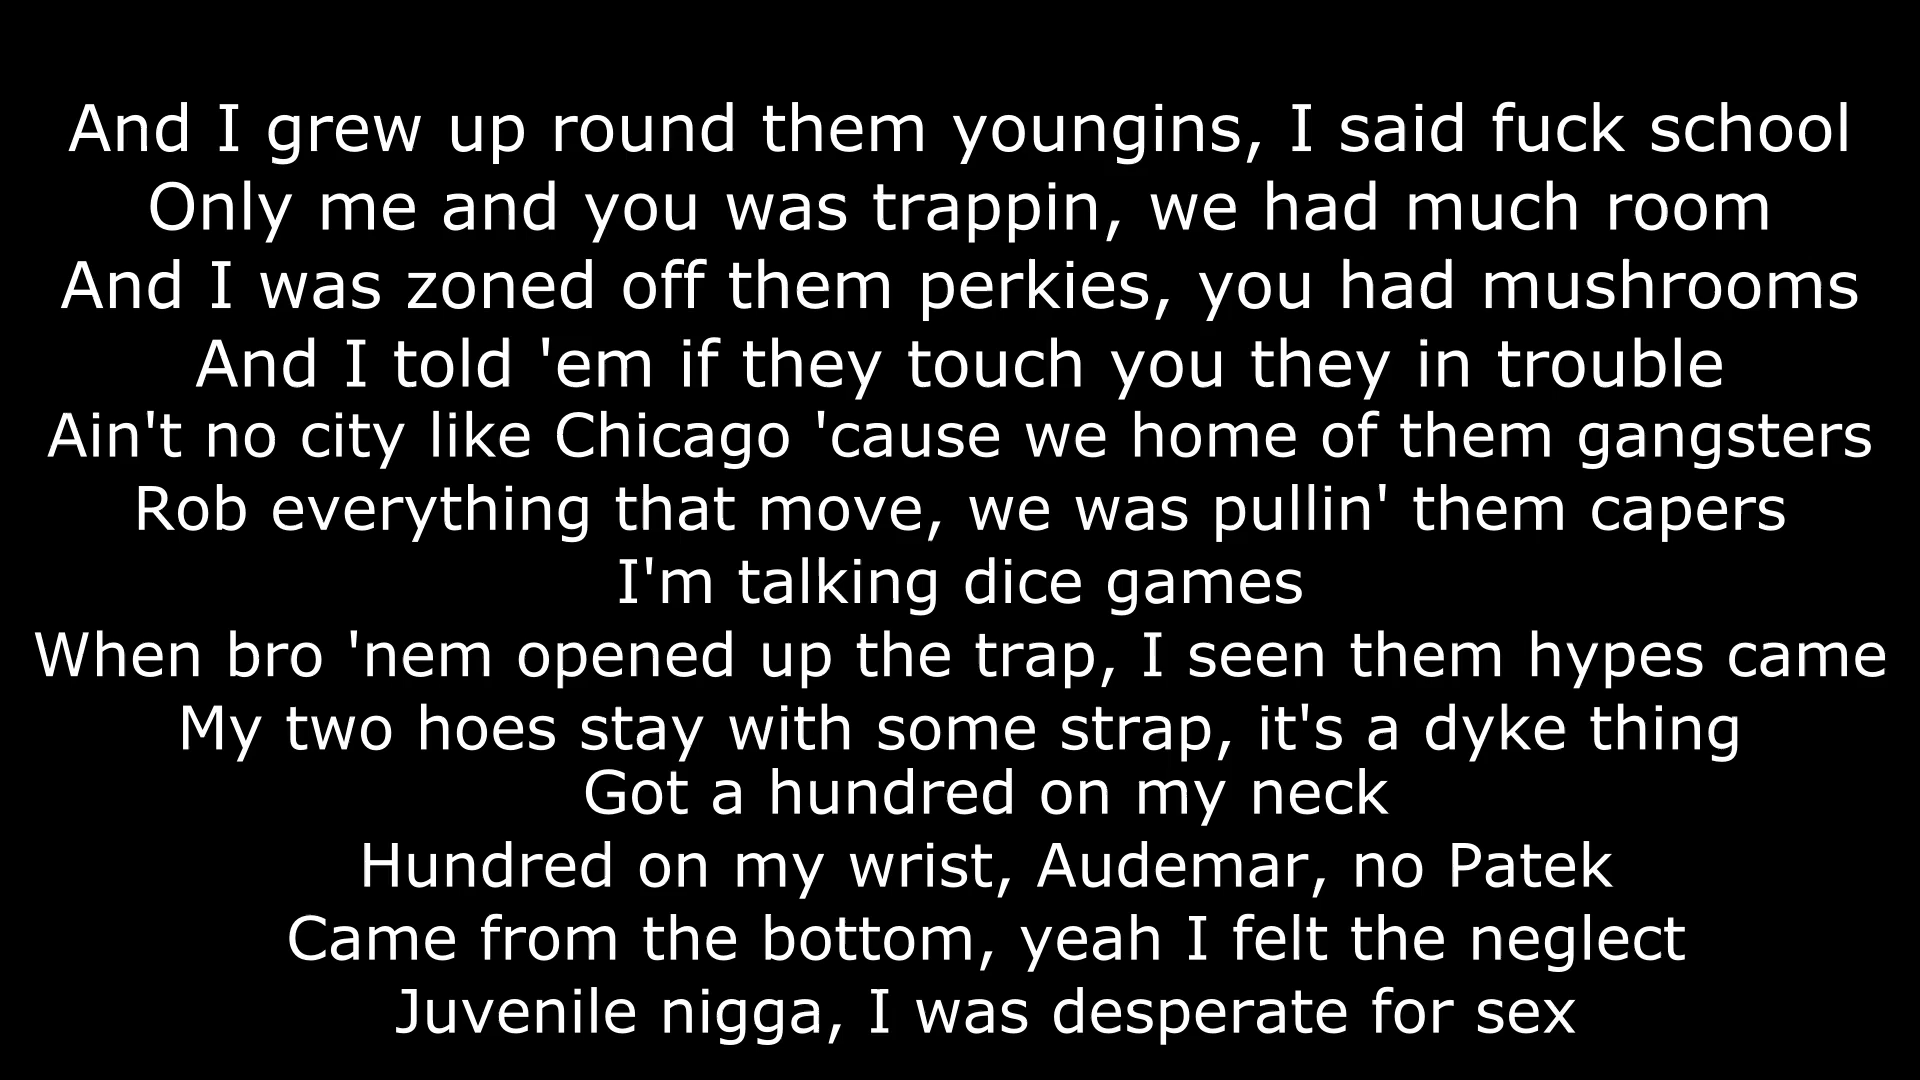 And I grew up round them youngins, I said fuck school
Only me and you was trappin, we had much room
And I was zoned off them perkies, you had mushrooms
And I told 'em if they touch you they in trouble
Ain't no city like Chicago 'cause we home of them gangsters
Rob everything that move, we was pullin' them capers
I'm talking dice games
When bro 'nem opened up the trap, I seen them hypes came
My two hoes stay with some strap, it's a dyke thing
Got a hundred on my neck
Hundred on my wrist, Audemar, no Patek
Came from the bottom, yeah I felt the neglect
Juvenile nigga, I was desperate for sex